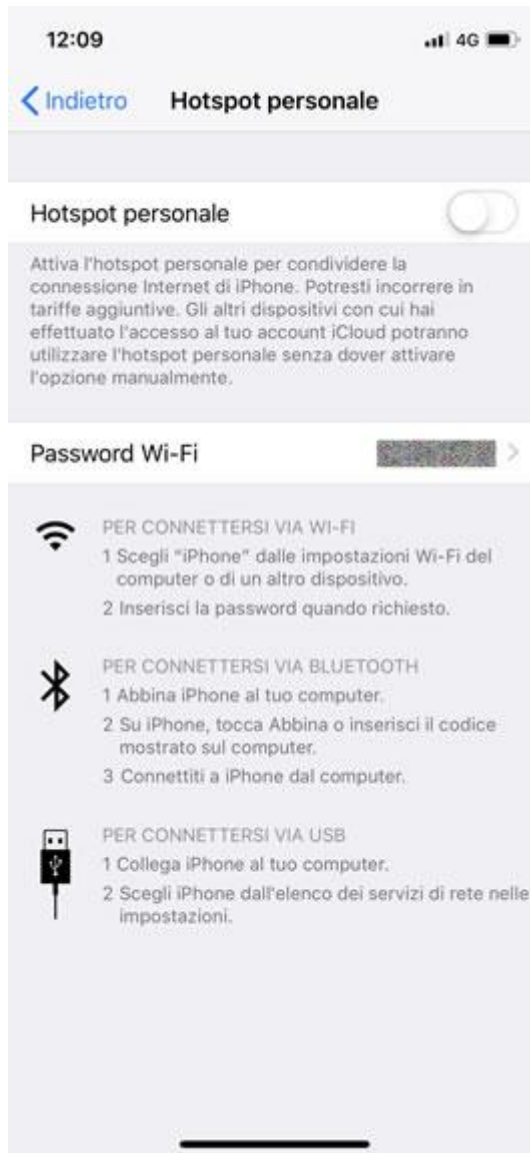 12:09
4G
Indietro
Hotspot personale
Hotspot personale
Attiva l'hotspot personale per condividere la
connessione Internet di iPhone. Potresti incorrere in
tariffe aggiuntive. Gli altri dispositivi con cui hai
effettuato l'accesso al tuo account iCloud potranno
utilizzare l'hotspot personale senza dover attivare
l'opzione manualmente.
Password Wi-Fi
PER CONNETTERSI VIA WI-FI
1 Scegli "iPhone" dalle impostazioni Wi-Fi del
computer o di un altro dispositivo.
2 Inserisci la password quando richiesto.
PER CONNETTERSI VIA BLUETOOTH
1 Abbina iPhone al tuo computer.
2 Su iPhone, tocca Abbina o inserisci il codice
mostrato sul computer.
3 Connettiti a iPhone dal computer.
PER CONNETTERSI VIA USB
1 Collega iPhone al tuo computer.
2 Scegli iPhone dall'elenco dei servizi di rete nelle
impostazioni.